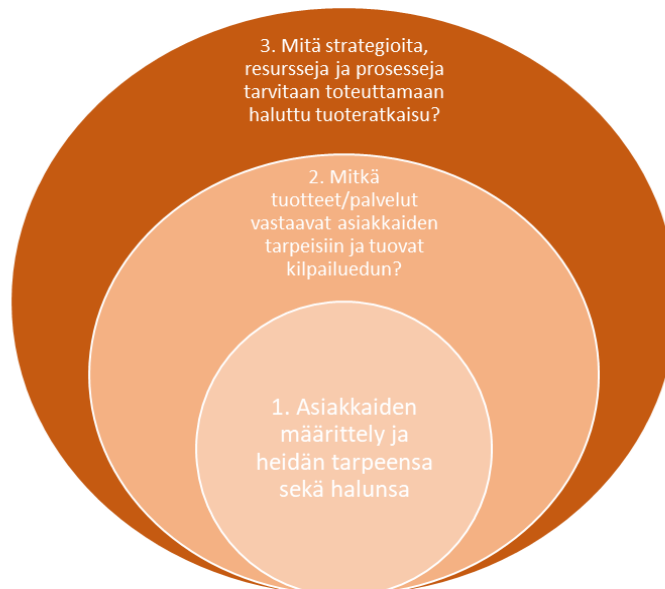 3. Mitä strategioita,
resursseja ja prosesseja
tarvitaan toteuttamaan
haluttu tuoteratkaisu?
2. Mitkä
tuotteet/palvelut
vastaavat asiakkaiden
tarpeisiin ja tuovat
kilpailuedun?
1. Asiakkaiden
määrittely ja
heidän tarpeensa
sekä halunsa